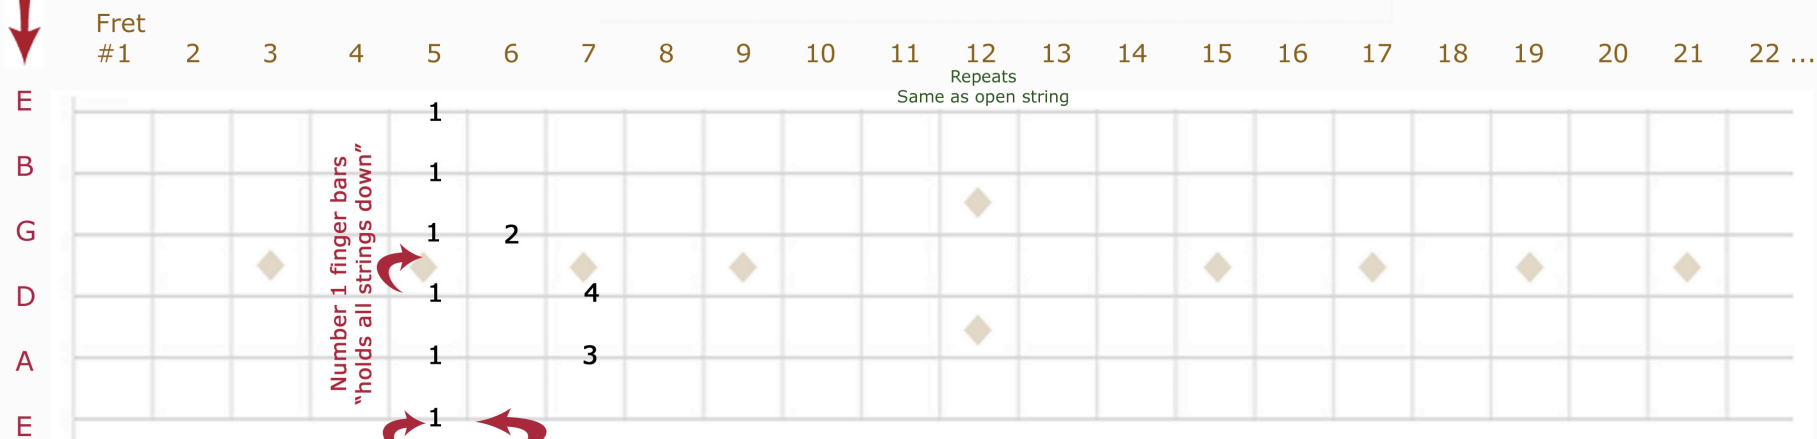 Fret
#1 2 3 4 5 6 7 8 9 10 11 12 13 14 15 16 17 18 19 20 21 22 ...
Repeats
Same as open string
E 1
B 1
G 1 2
D 1 4
A 1 3
E 1
Number 1 finger bars
“holds all strings down”